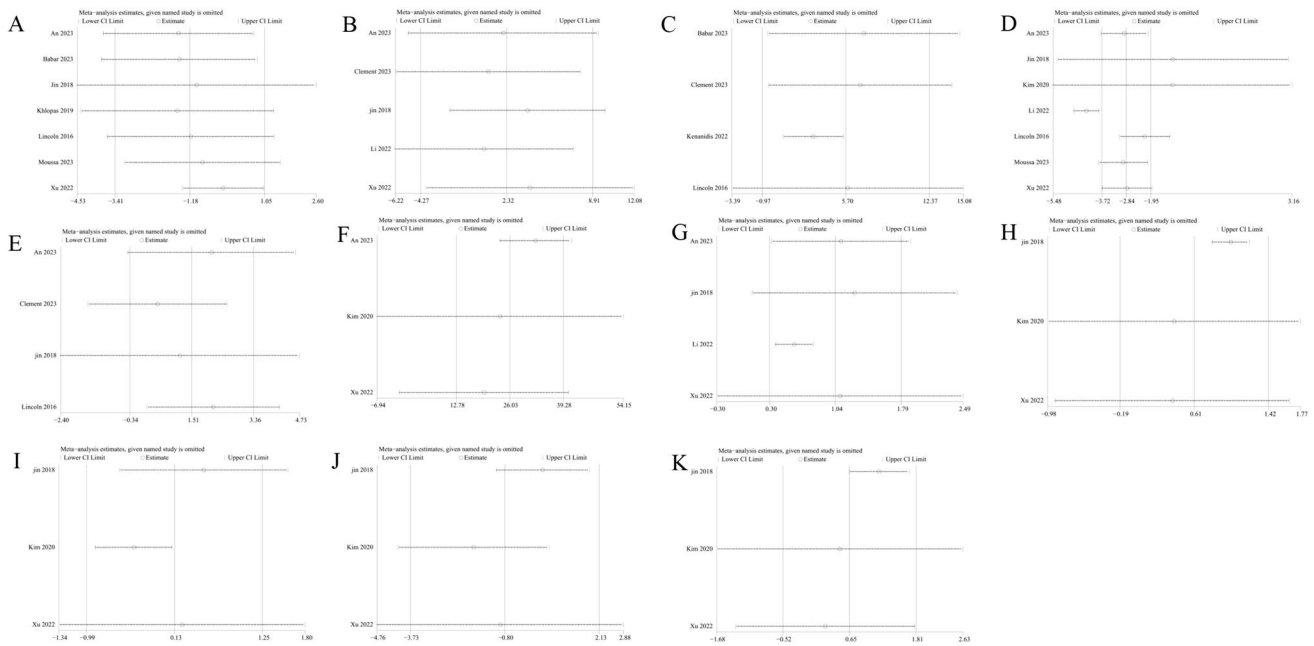 A
Meta-analysis estimates, given named study is omitted
Lower CI Limit Estimate Upper CI Limit
An 2023
Babar 2023
Jin 2018
Khlopas 2019
Lincoln 2016
Moussa 2023
Xu 2022
-4.53 -3.41 -1.18 1.05 2.60
B
Meta-analysis estimates, given named study is omitted
Lower CI Limit Estimate Upper CI Limit
An 2023
Clement 2023
jin 2018
Li 2022
Xu 2022
-6.22 -4.27 2.32 8.91 12.08
C
Meta-analysis estimates, given named study is omitted
Lower CI Limit Estimate Upper CI Limit
Babar 2023
Clement 2023
Kenanidis 2022
Lincoln 2016
-3.39 -0.97 5.70 12.37 15.08
D
Meta-analysis estimates, given named study is omitted
Lower CI Limit Estimate Upper CI Limit
An 2023
Jin 2018
Kim 2020
Li 2022
Lincoln 2016
Moussa 2023
Xu 2022
-5.48 -3.72 -2.84 -1.95 3.16
E
Meta-analysis estimates, given named study is omitted
Lower CI Limit Estimate Upper CI Limit
An 2023
Clement 2023
jin 2018
Lincoln 2016
-2.40 -0.34 1.51 3.36 4.73
F
Meta-analysis estimates, given named study is omitted
Lower CI Limit Estimate Upper CI Limit
An 2023
Kim 2020
Xu 2022
-6.94 12.78 26.03 39.28 54.15
G
Meta-analysis estimates, given named study is omitted
Lower CI Limit Estimate Upper CI Limit
An 2023
jin 2018
Li 2022
Xu 2022
-0.30 0.30 1.04 1.79 2.49
H
Meta-analysis estimates, given named study is omitted
Lower CI Limit Estimate Upper CI Limit
jin 2018
Kim 2020
Xu 2022
-0.98 -0.19 0.61 1.42 1.77
I
Meta-analysis estimates, given named study is omitted
Lower CI Limit Estimate Upper CI Limit
jin 2018
Kim 2020
Xu 2022
-1.34 -0.99 0.13 1.25 1.80
J
Meta-analysis estimates, given named study is omitted
Lower CI Limit Estimate Upper CI Limit
jin 2018
Kim 2020
Xu 2022
-4.76 -3.73 -0.80 2.13 2.88
K
Meta-analysis estimates, given named study is omitted
Lower CI Limit Estimate Upper CI Limit
jin 2018
Kim 2020
Xu 2022
-1.68 -0.52 0.65 1.81 2.63